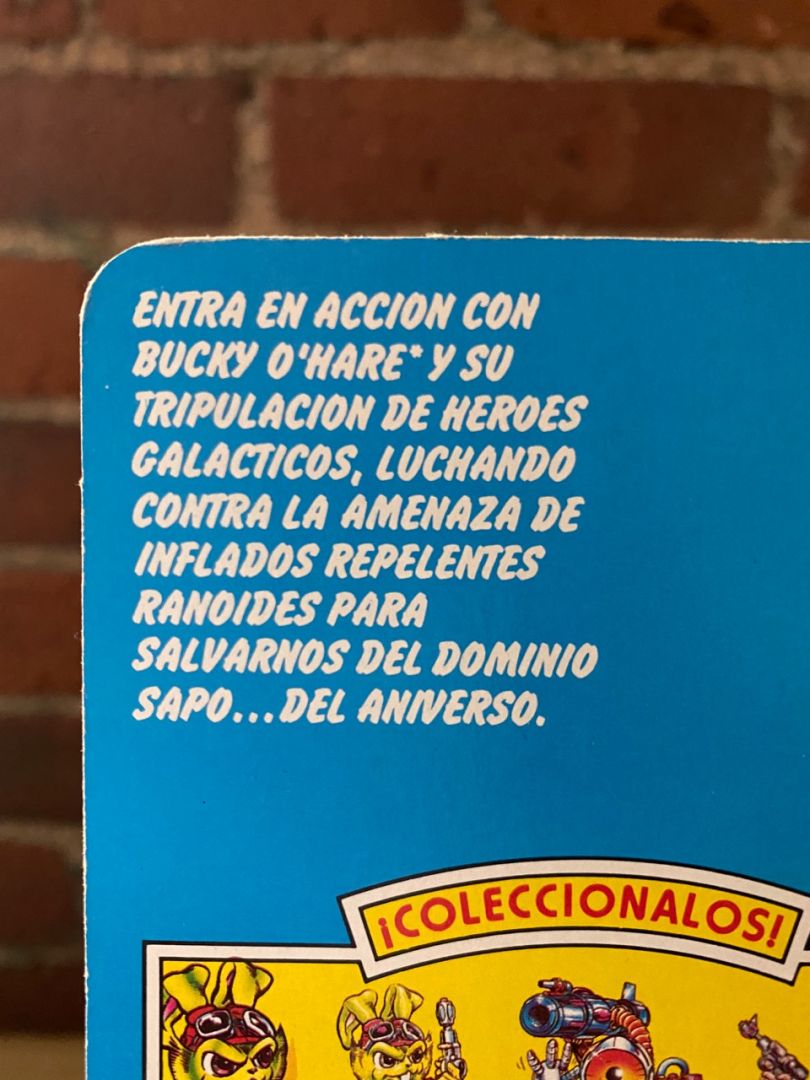 ENTRA EN ACCION CON
BUCKY O'HARE* Y SU
TRIPULACION DE HEROES
GALACTICOS, LUCHANDO
CONTRA LA AMENAZA DE
INFLADOS REPELENTES
RANOIDES PARA
SALVARNOS DEL DOMINIO
SAPO...DEL ANIVERSO.
¡COLECCIONALOS!